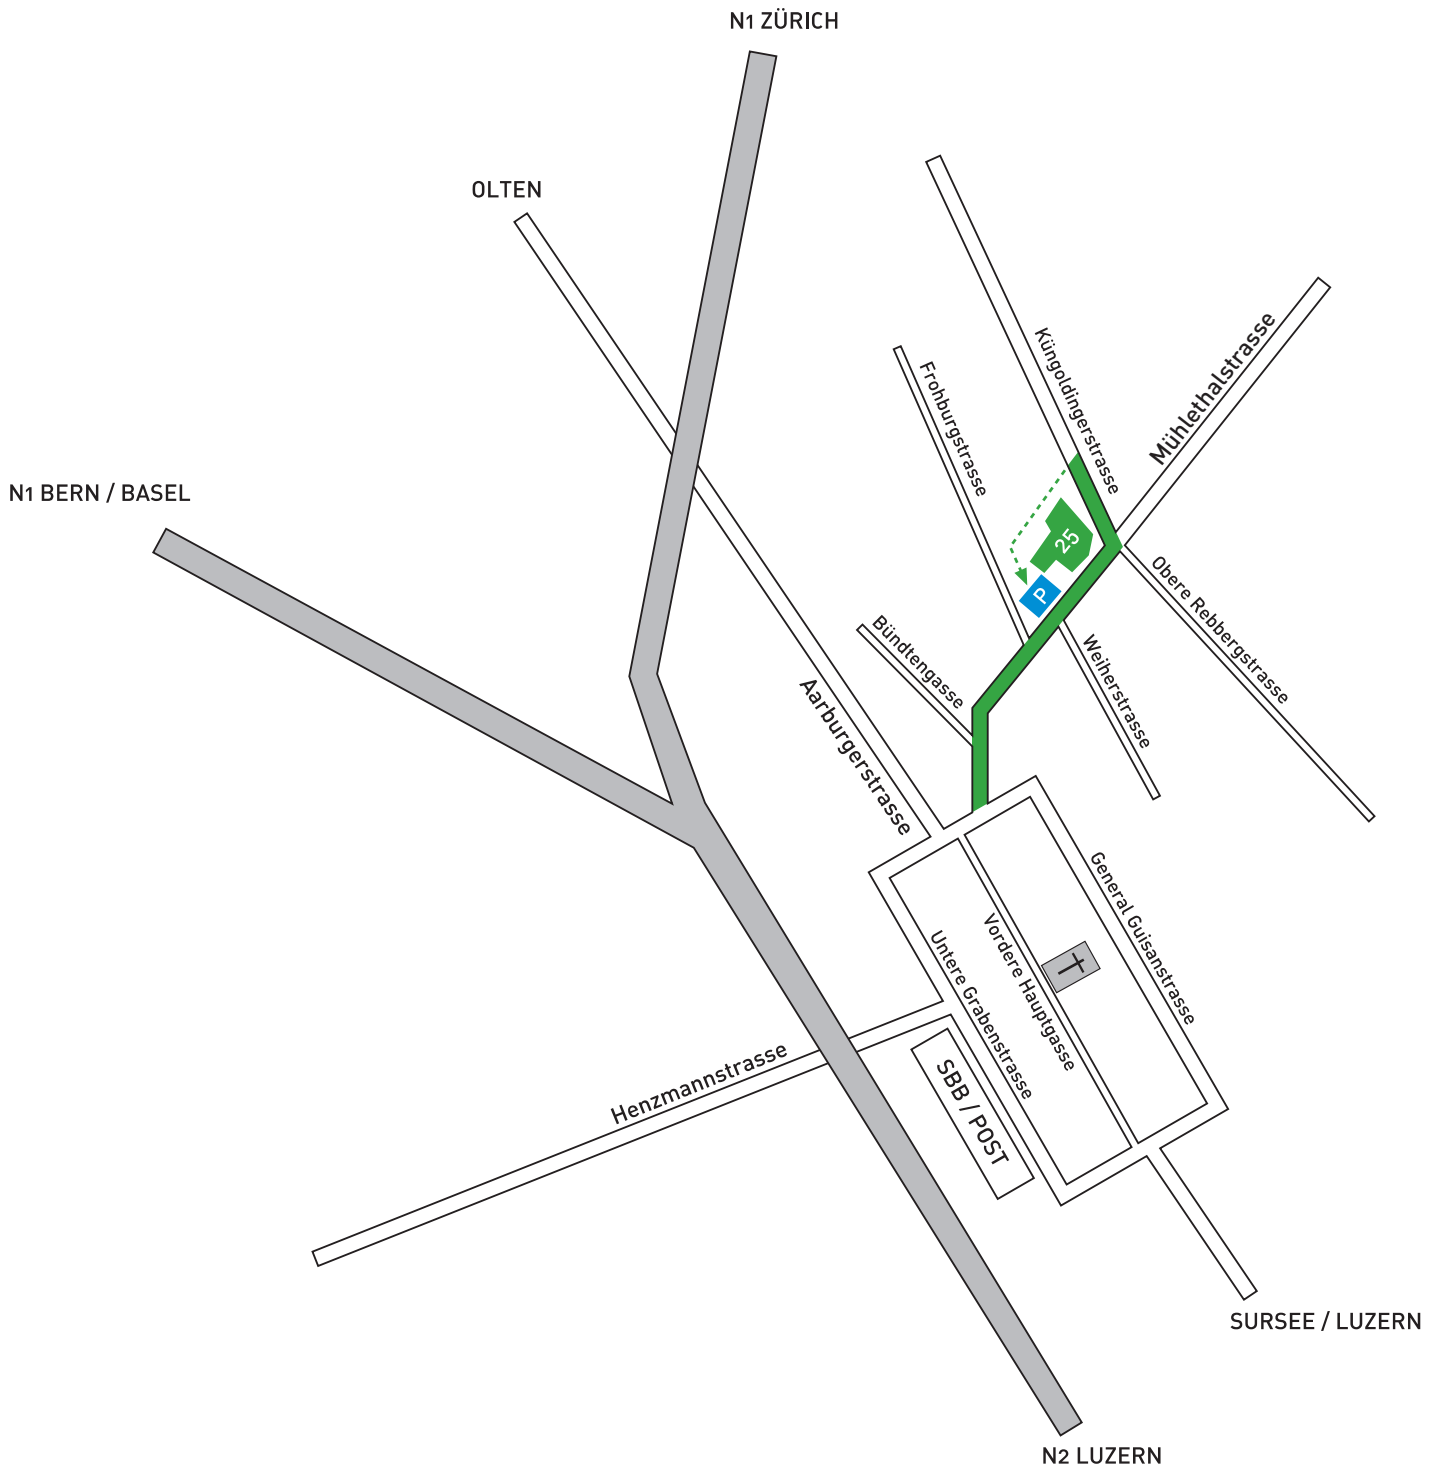 N1 ZÜRICH
OLTEN
Küngoldingerstrasse
Mühlethalstrasse
Frohburgstrasse
N1 BERN / BASEL
25
P
Obere Rebbergstrasse
Bündtengasse
Weiherstrasse
Aarburgerstrasse
General Guisanstrasse
Vordere Hauptgasse
Untere Grabenstrasse
Henzmannstrasse
SBB / POST
SURSEE / LUZERN
N2 LUZERN